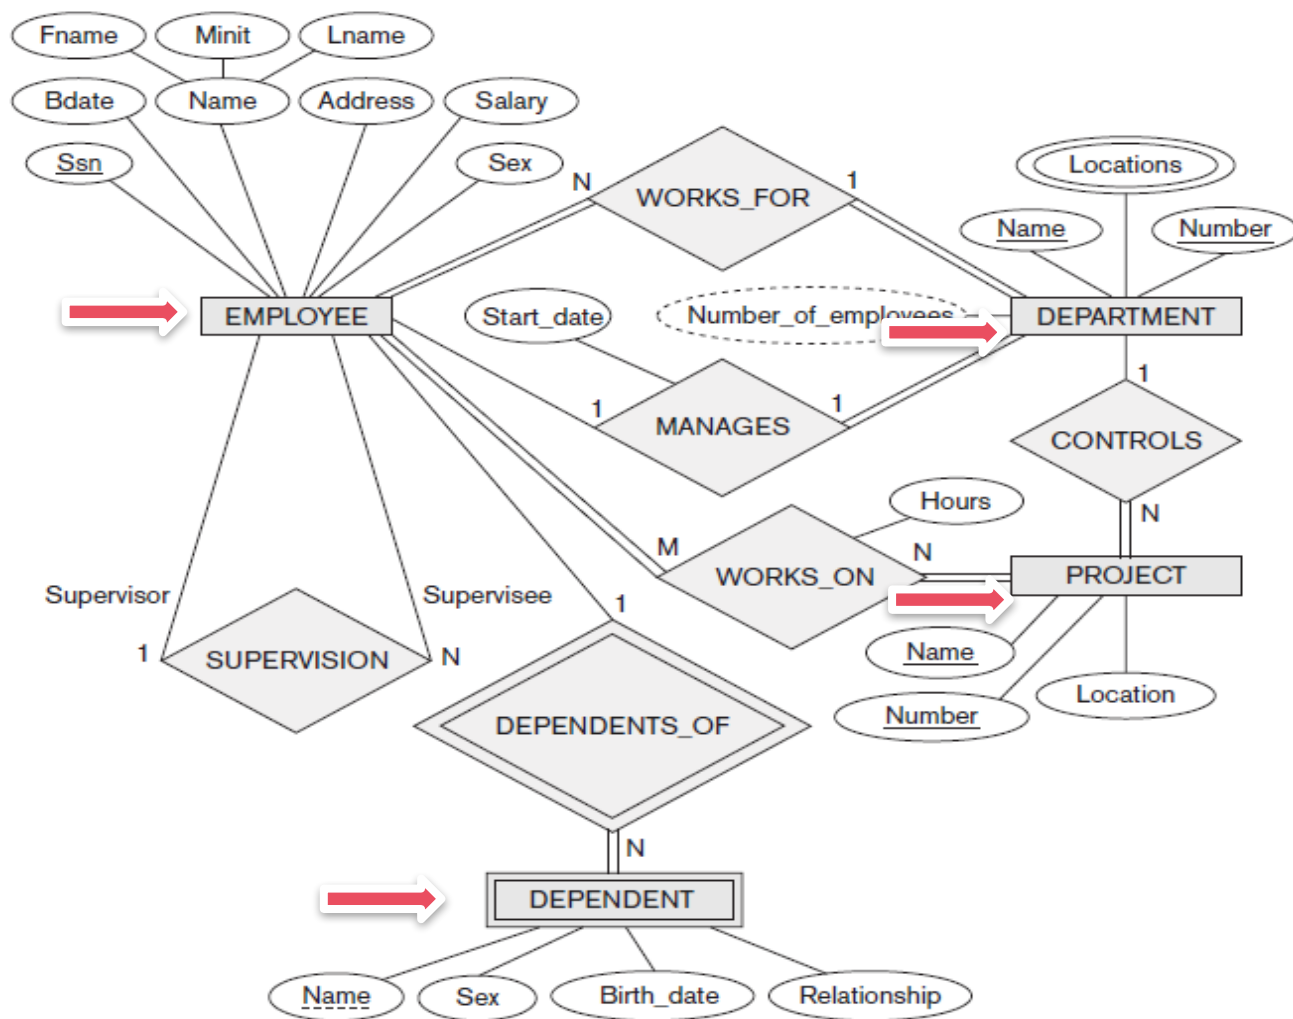 Fname Minit Lname
Bdate Name Address Salary
Ssn Sex
N WORKS_FOR 1
Locations
Name Number
EMPLOYEE Start_date Number_of_employees DEPARTMENT
1 MANAGES 1
1
CONTROLS
N
Hours
M WORKS_ON N
PROJECT
Supervisor Supervisee 1
1 SUPERVISION N
Name
Number Location
DEPENDENTS_OF
N
DEPENDENT
Name Sex Birth_date Relationship